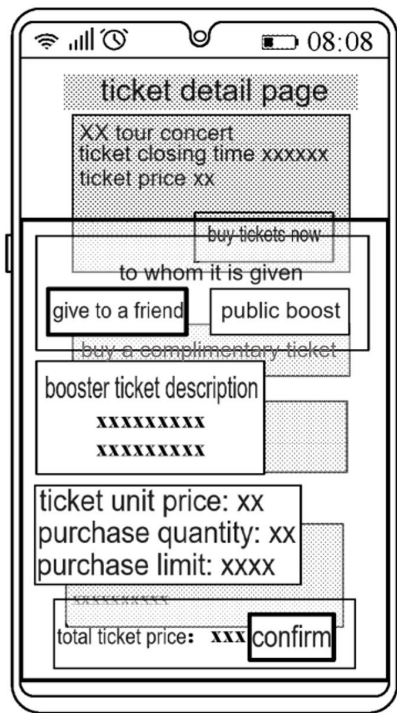 08:08
ticket detail page
XX tour concert
ticket closing time xxxxxx
ticket price xx
buy tickets now
to whom it is given
give to a friend public boost
buy a complimentary ticket
booster ticket description
xxxxxxxxx
xxxxxxxxx
ticket unit price: xx
purchase quantity: xx
purchase limit: xxxx
xxxxxxxxxx
total ticket price: xxx confirm